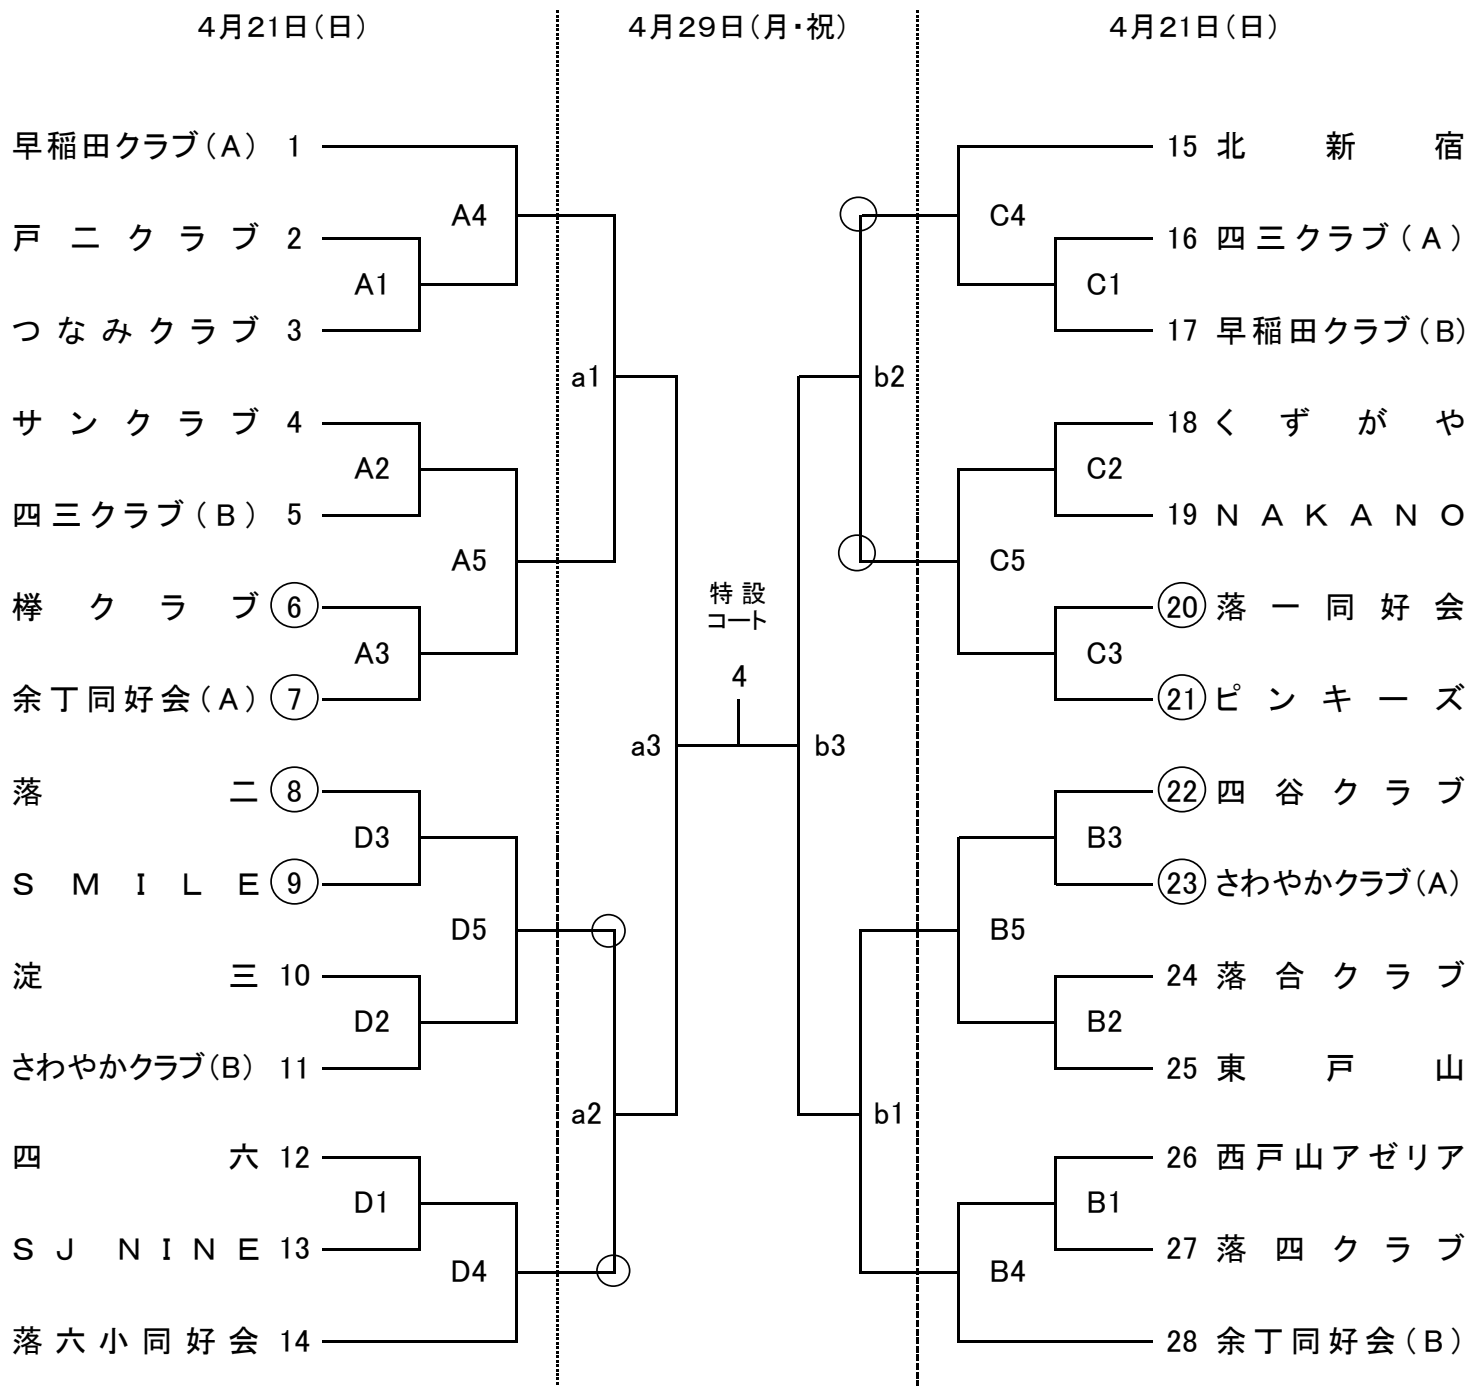 4月21日(日) 4月29日(月・祝) 4月21日(日)
早稲田クラブ(A) 1 15 北新宿
A4 C4
戸二クラブ 2 16 四三クラブ(A)
A1 C1
つなみクラブ 3 17 早稲田クラブ(B)
a1 b2
サンクラブ 4 18 くずがや
A2 C2
四三クラブ(B) 5 19 NAKANO
A5 C5
欅クラブ 6 特設 20 落一同好会
コート
A3 C3
4
余丁同好会(A) 7 21 ピンキーズ
a3 b3
落二 8 22 四谷クラブ
D3 B3
SMILE 9 23 さわやかクラブ(A)
D5 B5
淀三 10 24 落合クラブ
D2 B2
さわやかクラブ(B) 11 25 東戸山
a2 b1
四六 12 26 西戸山アゼリア
D1 B1
SJ NINE 13 27 落四クラブ
D4 B4
落六小同好会 14 28 余丁同好会(B)